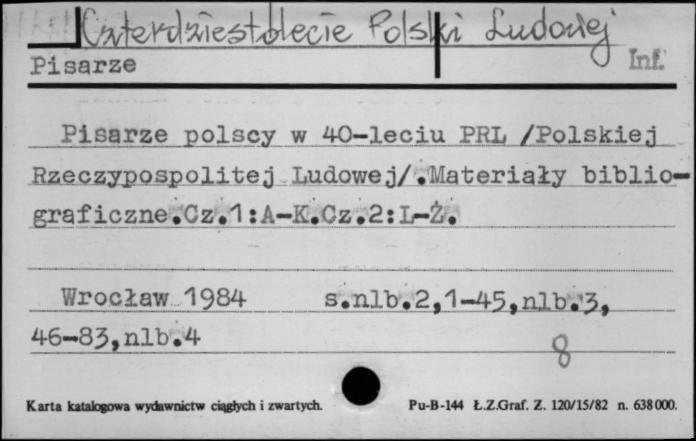 Czterdziestolecie Polski Ludowej
Pisarze Inf.
Pisarze polscy w 40-leciu PRL /Polskiej
Rzeczypospolitej Ludowej/.Materiały biblio-
graficzne.Cz.1:A-K.Cz.2:L-Ż.
Wrocław 1984 s.nlb.2,1-45,nlb.3,
46-83,nlb.4
8
Karta katalogowa wydawnictw ciągłych i zwartych. Pu-B-144 Ł.Z.Graf. Z. 120/15/82 n. 638000.